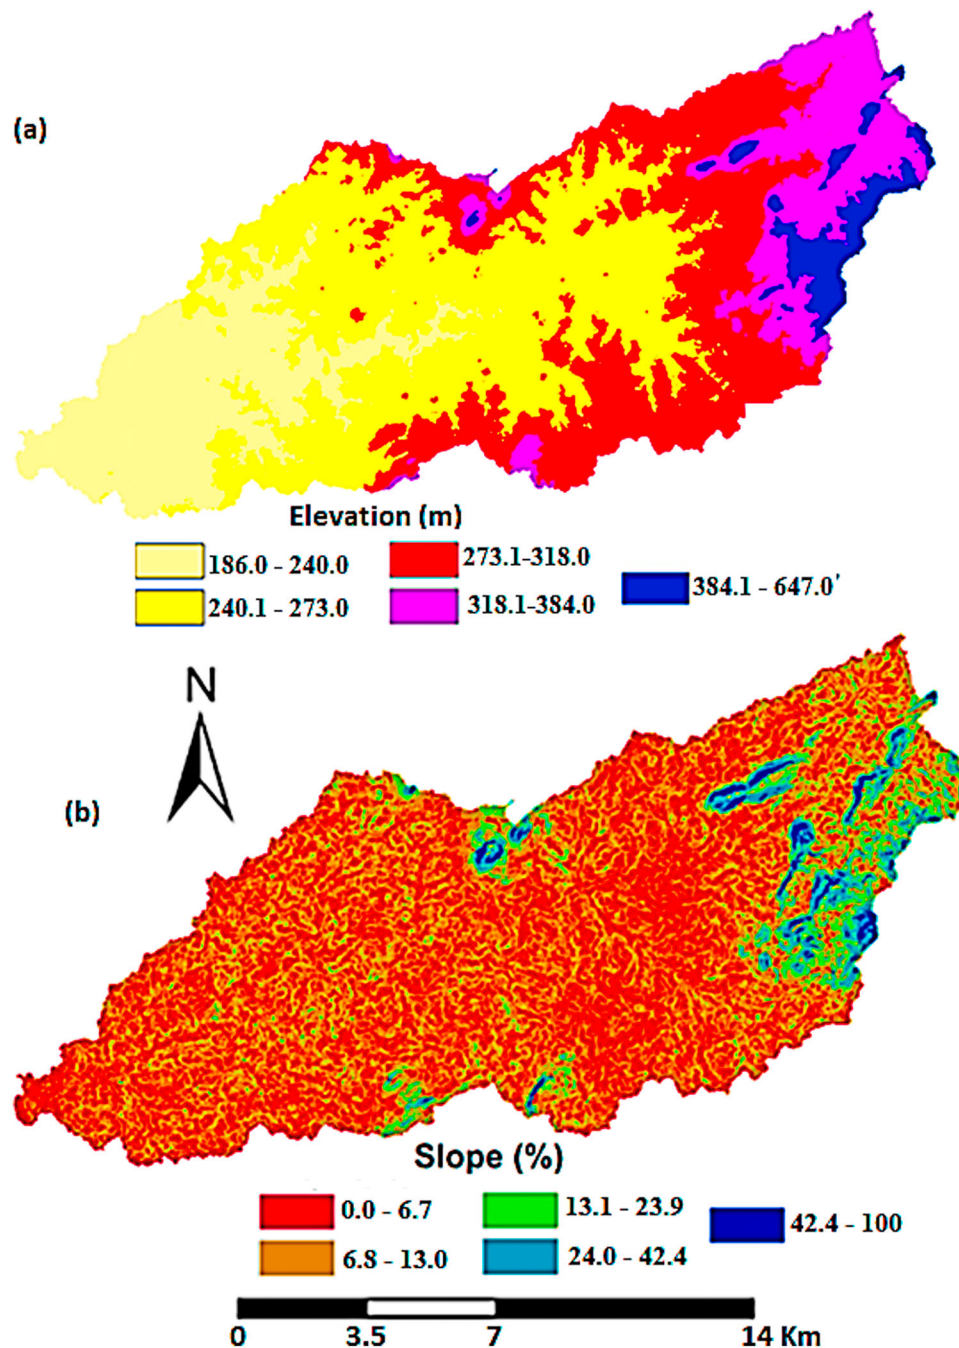 (a)
Elevation (m)
186.0 - 240.0
240.1 - 273.0
273.1-318.0
318.1-384.0
384.1 - 647.0'
N
(b)
Slope (%)
0.0 - 6.7
6.8 - 13.0
13.1 - 23.9
24.0 - 42.4
42.4 - 100
0 3.5 7 14 Km